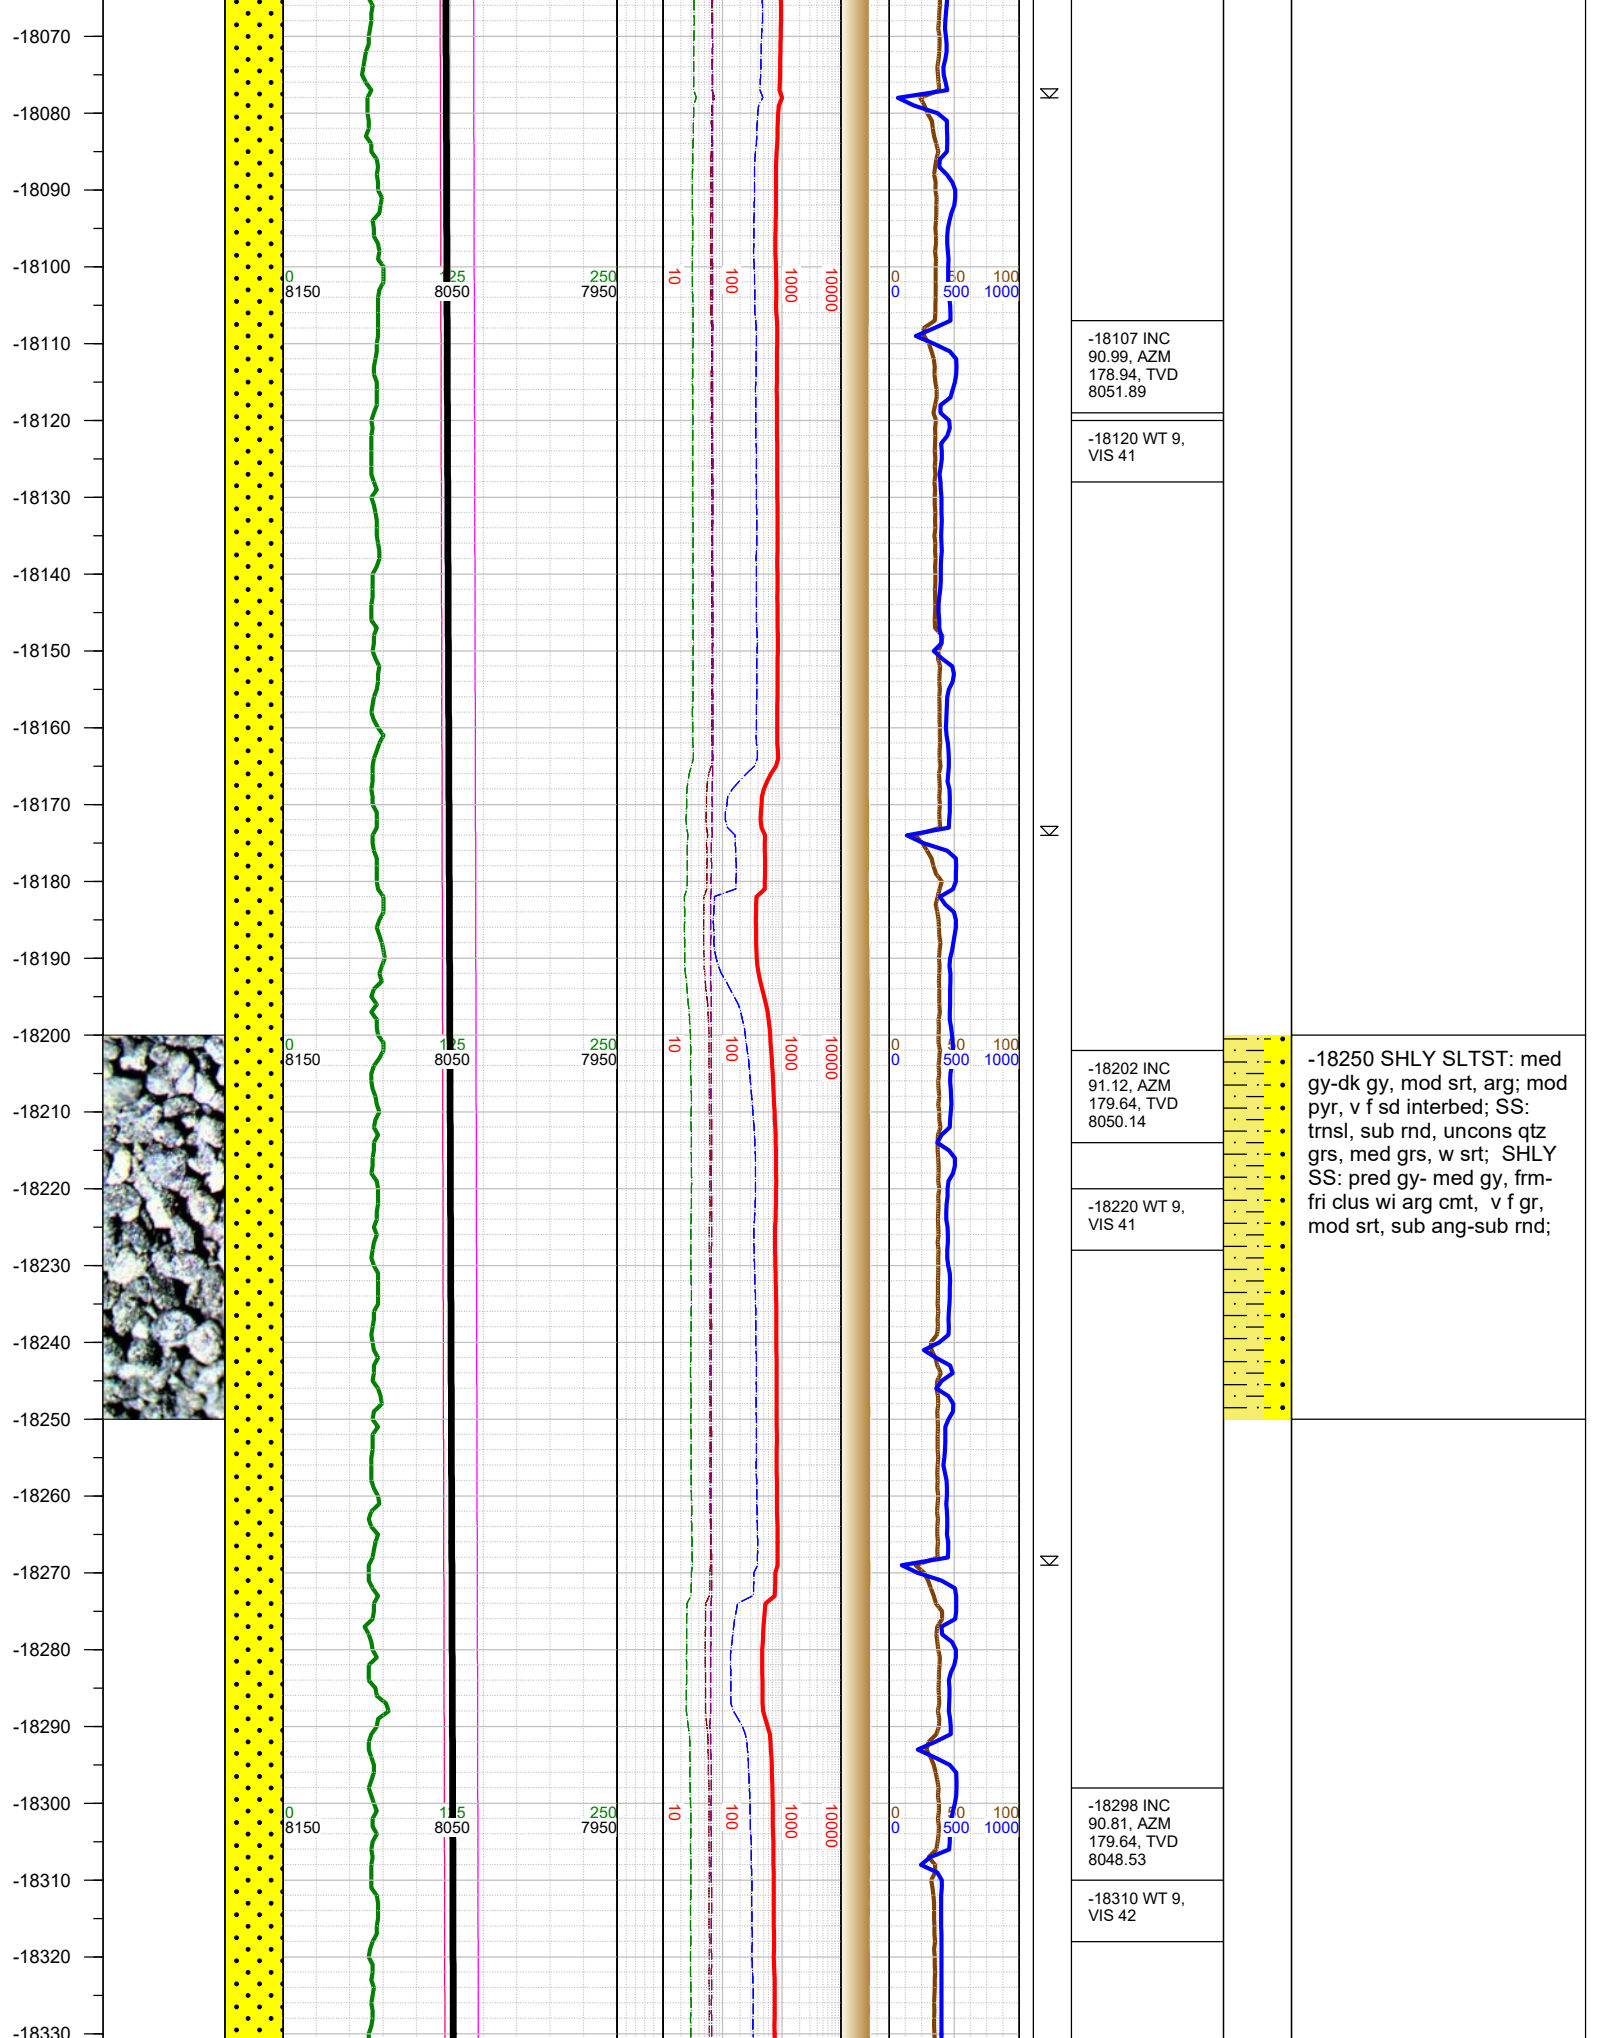 -18070
-18080
-18090
-18100
0 125 250
8150 8050 7950
10 100 1000 10000
0 50 100
0 500 1000
-18107 INC
90.99, AZM
178.94, TVD
8051.89
-18110
-18120
-18120 WT 9,
VIS 41
-18130
-18140
-18150
-18160
-18170
-18180
-18190
-18200
0 125 250
8150 8050 7950
10 100 1000 10000
0 50 100
0 500 1000
-18202 INC
91.12, AZM
179.64, TVD
8050.14
-18250 SHLY SLTST: med
gy-dk gy, mod srt, arg; mod
pyr, v f sd interbed; SS:
trnsl, sub rnd, uncons qtz
grs, med grs, w srt; SHLY
SS: pred gy- med gy, frm-
fri clus wi arg cmt, v f gr,
mod srt, sub ang-sub rnd;
-18210
-18220
-18220 WT 9,
VIS 41
-18230
-18240
-18250
-18260
-18270
-18280
-18290
-18300
0 125 250
8150 8050 7950
10 100 1000 10000
0 50 100
0 500 1000
-18298 INC
90.81, AZM
179.64, TVD
8048.53
-18310
-18310 WT 9,
VIS 42
-18320
-18330